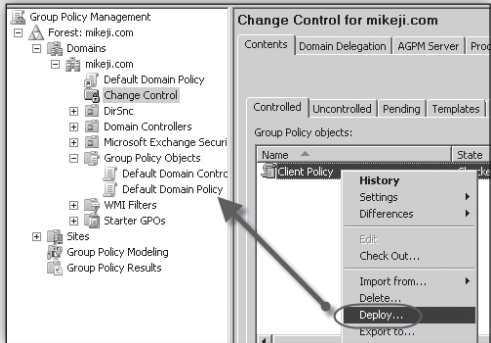 Group Policy Management
Forest: mikeji.com
Domains
mikeji.com
Default Domain Policy
Change Control
DirSnc
Domain Controllers
Microsoft Exchange Securi
Group Policy Objects
Default Domain Contro
Default Domain Policy
WMI Filters
Starter GPOs
Sites
Group Policy Modeling
Group Policy Results
Change Control for mikeji.com
Contents Domain Delegation AGPM Server Proc
Controlled Uncontrolled Pending Templates
Group Policy objects:
Name State
Client Policy
History
Settings
Differences
Edit
Check Out...
Import from...
Delete...
Deploy...
Export to...